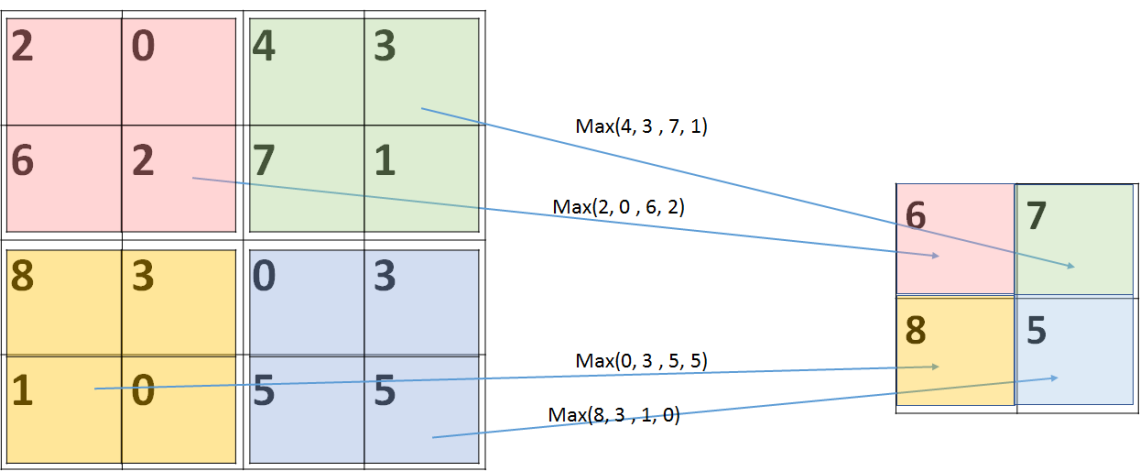 2 0 4 3
6 2 7 1
8 3 0 3
1 0 5 5
Max(4, 3 , 7, 1)
Max(2, 0 , 6, 2)
Max(0, 3 , 5, 5)
Max(8, 3 , 1, 0)
6 7
8 5